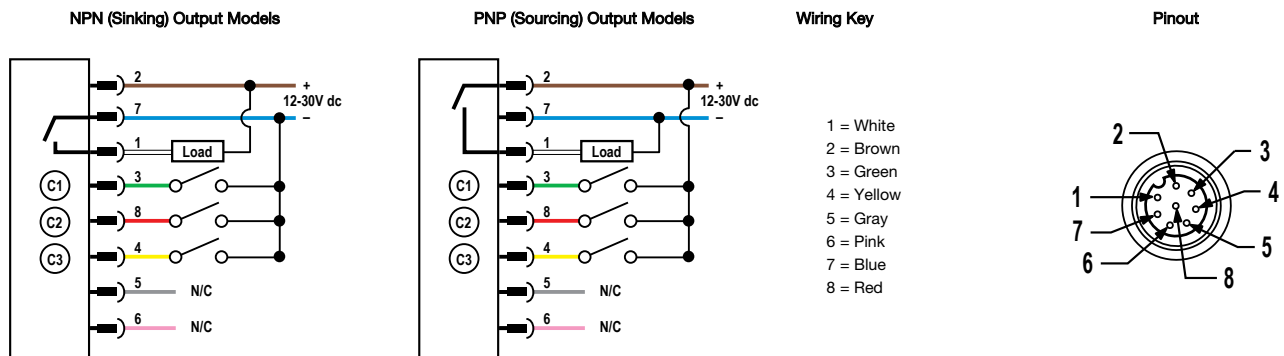 NPN (Sinking) Output Models
2
+
12-30V dc
7
–
1
Load
C1
3
C2
8
C3
4
5
N/C
6
N/C
PNP (Sourcing) Output Models
2
+
12-30V dc
7
–
1
Load
C1
3
C2
8
C3
4
5
N/C
6
N/C
Wiring Key
1 = White
2 = Brown
3 = Green
4 = Yellow
5 = Gray
6 = Pink
7 = Blue
8 = Red
Pinout
2
3
1
4
7
5
6
8